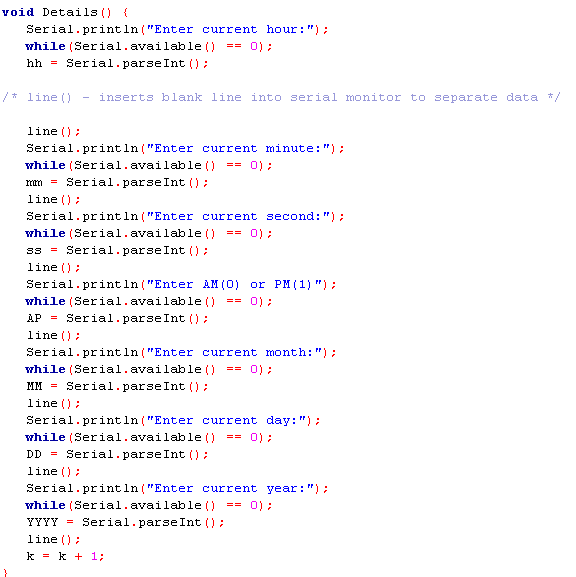 void Details() {
Serial.println("Enter current hour:");
while(Serial.available() == 0);
hh = Serial.parseInt();
/* line() - inserts blank line into serial monitor to separate data */
line();
Serial.println("Enter current minute:");
while(Serial.available() == 0);
mm = Serial.parseInt();
line();
Serial.println("Enter current second:");
while(Serial.available() == 0);
ss = Serial.parseInt();
line();
Serial.println("Enter AM(0) or PM(1)");
while(Serial.available() == 0);
AP = Serial.parseInt();
line();
Serial.println("Enter current month:");
while(Serial.available() == 0);
MM = Serial.parseInt();
line();
Serial.println("Enter current day:");
while(Serial.available() == 0);
DD = Serial.parseInt();
line();
Serial.println("Enter current year:");
while(Serial.available() == 0);
YYYY = Serial.parseInt();
line();
k = k + 1;
}